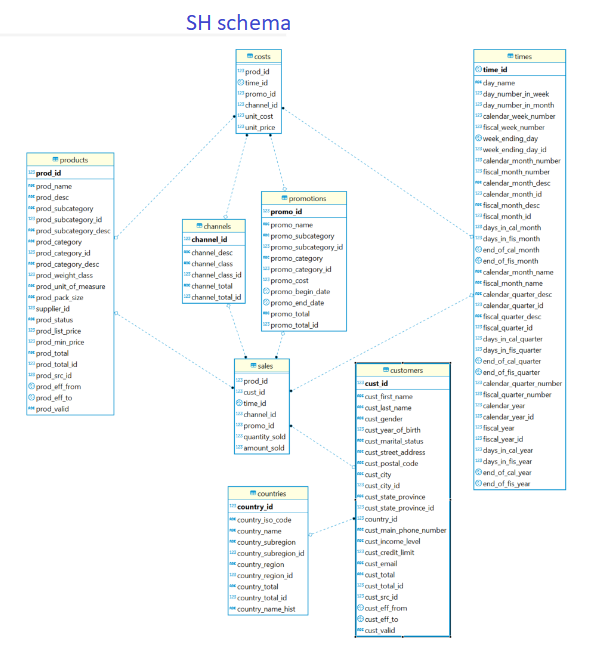 SH schema
costs
prod_id
time_id
promo_id
channel_id
unit_cost
unit_price
times
time_id
day_name
day_number_in_week
day_number_in_month
calendar_week_number
fiscal_week_number
week_ending_day
week_ending_day_id
calendar_month_number
fiscal_month_number
calendar_month_desc
calendar_month_id
fiscal_month_desc
fiscal_month_id
days_in_cal_month
days_in_fis_month
end_of_cal_month
end_of_fis_month
calendar_month_name
fiscal_month_name
calendar_quarter_desc
calendar_quarter_id
fiscal_quarter_desc
fiscal_quarter_id
days_in_cal_quarter
days_in_fis_quarter
end_of_cal_quarter
end_of_fis_quarter
calendar_quarter_number
fiscal_quarter_number
calendar_year
calendar_year_id
fiscal_year
fiscal_year_id
days_in_cal_year
days_in_fis_year
end_of_cal_year
end_of_fis_year
products
prod_id
prod_name
prod_desc
prod_subcategory
prod_subcategory_id
prod_subcategory_desc
prod_category
prod_category_id
prod_category_desc
prod_weight_class
prod_unit_of_measure
prod_pack_size
supplier_id
prod_status
prod_list_price
prod_min_price
prod_total
prod_total_id
prod_src_id
prod_eff_from
prod_eff_to
prod_valid
channels
channel_id
channel_desc
channel_class
channel_class_id
channel_total
channel_total_id
promotions
promo_id
promo_name
promo_subcategory
promo_subcategory_id
promo_category
promo_category_id
promo_cost
promo_begin_date
promo_end_date
promo_total
promo_total_id
sales
prod_id
cust_id
time_id
channel_id
promo_id
quantity_sold
amount_sold
customers
cust_id
cust_first_name
cust_last_name
cust_gender
cust_year_of_birth
cust_marital_status
cust_street_address
cust_postal_code
cust_city
cust_city_id
cust_state_province
cust_state_province_id
country_id
cust_main_phone_number
cust_income_level
cust_credit_limit
cust_email
cust_total
cust_total_id
cust_src_id
cust_eff_from
cust_eff_to
cust_valid
countries
country_id
country_iso_code
country_name
country_subregion
country_subregion_id
country_region
country_region_id
country_total
country_total_id
country_name_hist